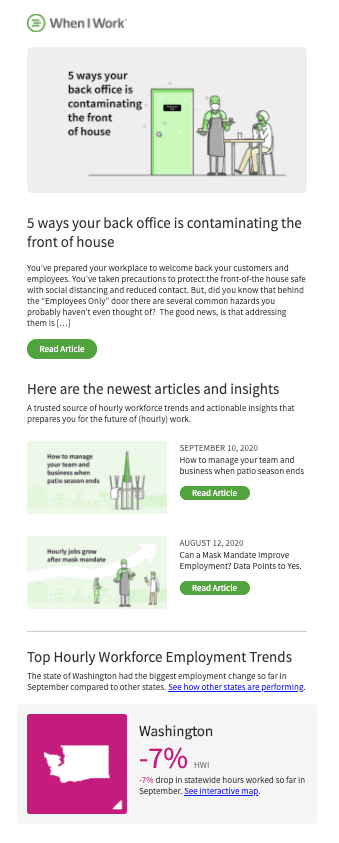 When I Work
5 ways your
back office is
contaminating
the front
of house
5 ways your back office is contaminating the
front of house
You've prepared your workplace to welcome back your customers and
employees. You've taken precautions to protect the front-of-the house safe
with social distancing and reduced contact. But, did you know that behind
the "Employees Only" door there are several common hazards you
probably haven't even thought of?  The good news, is that addressing
them is […]
Read Article
Here are the newest articles and insights
A trusted source of hourly workforce trends and actionable insights that
prepares you for the future of (hourly) work.
How to manage
your team and
business when
patio season ends
SEPTEMBER 10, 2020
How to manage your team and
business when patio season ends
Read Article
Hourly jobs grow
after mask mandate
AUGUST 12, 2020
Can a Mask Mandate Improve
Employment? Data Points to Yes.
Read Article
Top Hourly Workforce Employment Trends
The state of Washington had the biggest employment change so far in
September compared to other states. See how other states are performing.
Washington
-7% HWI
-7% drop in statewide hours worked so far in
September. See interactive map.